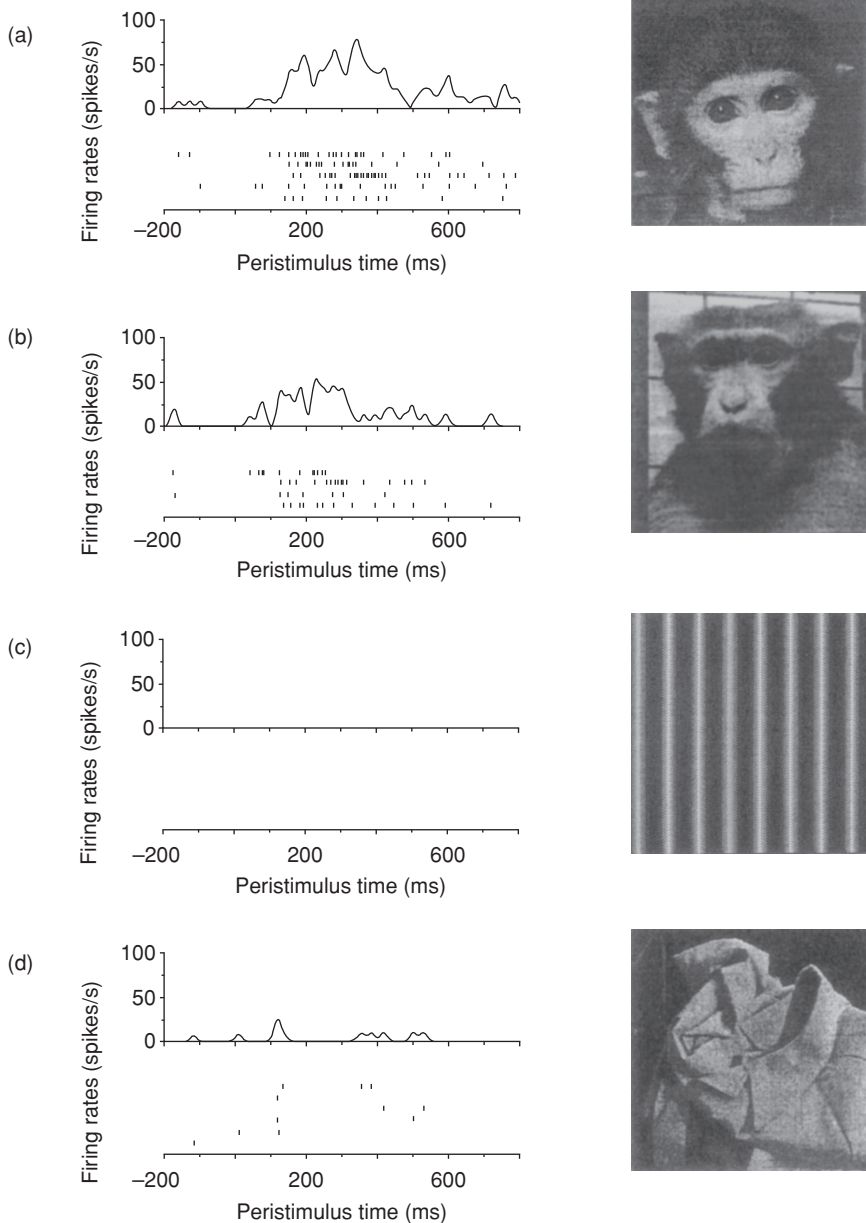 (a)
Firing rates (spikes/s)
100
50
0
–200
200
600
Peristimulus time (ms)
(b)
Firing rates (spikes/s)
100
50
0
–200
200
600
Peristimulus time (ms)
(c)
Firing rates (spikes/s)
100
50
0
–200
200
600
Peristimulus time (ms)
(d)
Firing rates (spikes/s)
100
50
0
–200
200
600
Peristimulus time (ms)